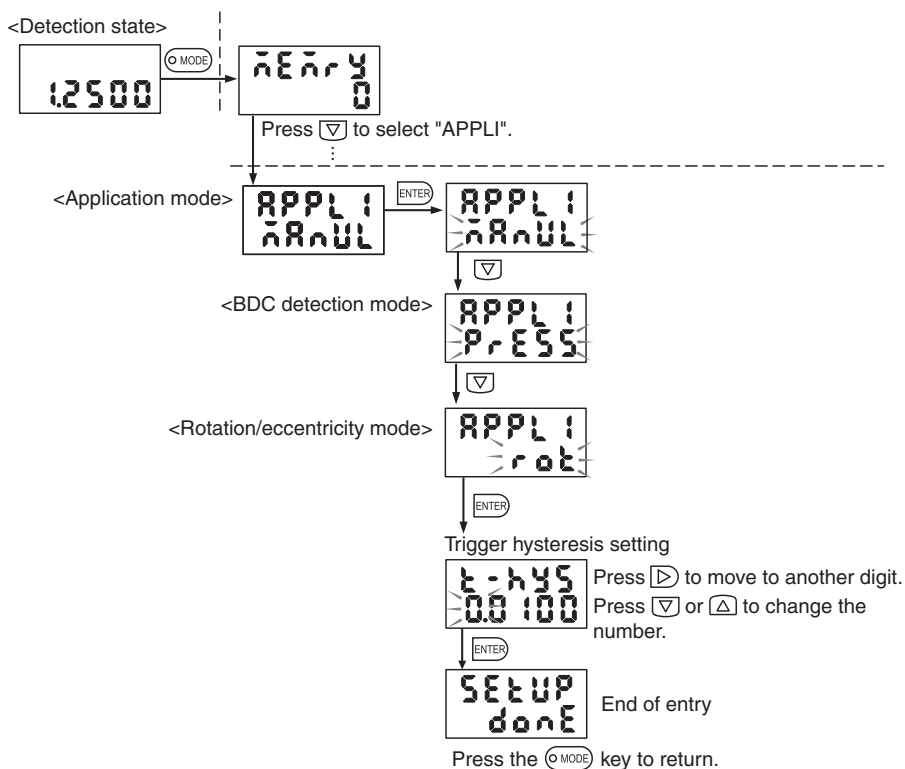 <Detection state>
1.2500
MODE
MEMrY
0
Press to select "APPLI".
<Application mode>
APPLI
MAnUL
ENTER
APPLI
MAnUL
<BDC detection mode>
APPLI
PrESS
<Rotation/eccentricity mode>
APPLI
rot
ENTER
Trigger hysteresis setting
t-hYS
0.0100
Press to move to another digit.
Press or to change the
number.
ENTER
SEtUP
donE
End of entry
Press the MODE key to return.